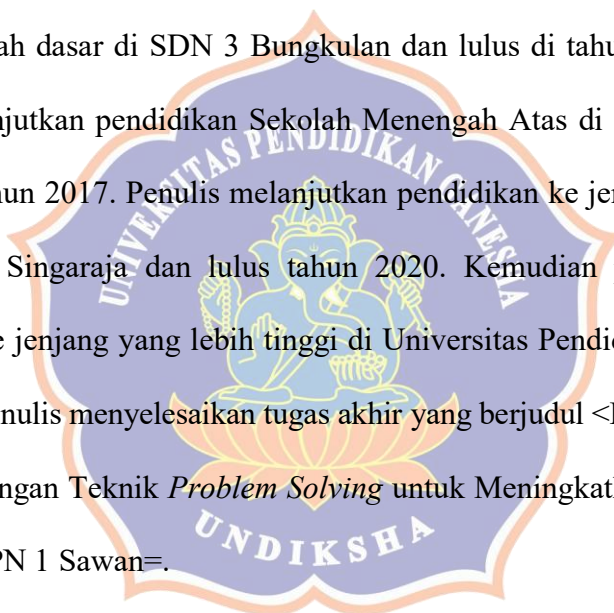 ah dasar di SDN 3 Bungkulan dan lulus di tahu
njutkan pendidikan Sekolah Menengah Atas di
hun 2017. Penulis melanjutkan pendidikan ke jen
Singaraja dan lulus tahun 2020. Kemudian
e jenjang yang lebih tinggi di Universitas Pendid
nulis menyelesaikan tugas akhir yang berjudul <
ngan Teknik Problem Solving untuk Meningkatk
PN 1 Sawan=.
UNIVERSITAS PENDIDIKAN GANESHA
UNDIKSHA